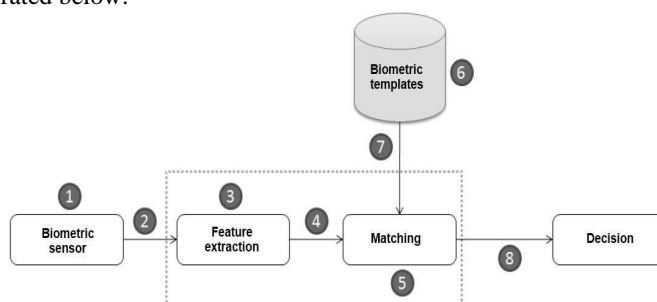 rated below:
Biometric
templates
6
7
1
2
3
4
Biometric
sensor
Feature
extraction
Matching
Decision
5
8